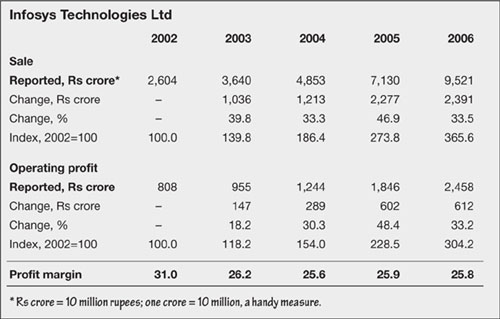 Infosys Technologies Ltd
2002 2003 2004 2005 2006
Sale
Reported, Rs crore* 2,604 3,640 4,853 7,130 9,521
Change, Rs crore – 1,036 1,213 2,277 2,391
Change, % – 39.8 33.3 46.9 33.5
Index, 2002=100 100.0 139.8 186.4 273.8 365.6
Operating profit
Reported, Rs crore 808 955 1,244 1,846 2,458
Change, Rs crore – 147 289 602 612
Change, % – 18.2 30.3 48.4 33.2
Index, 2002=100 100.0 118.2 154.0 228.5 304.2
Profit margin 31.0 26.2 25.6 25.9 25.8
* Rs crore = 10 million rupees; one crore = 10 million, a handy measure.